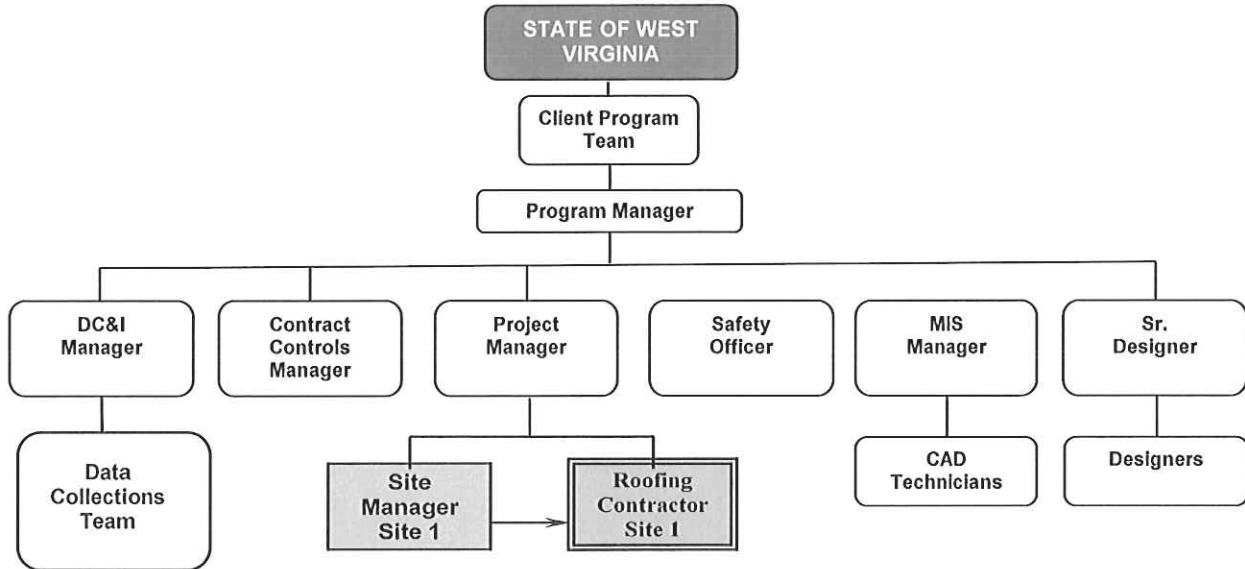 STATE OF WEST
VIRGINIA
Client Program
Team
Program Manager
DC&I
Manager
Contract
Controls
Manager
Project
Manager
Safety
Officer
MIS
Manager
Sr.
Designer
Data
Collections
Team
Site
Manager
Site 1
Roofing
Contractor
Site 1
CAD
Technicians
Designers